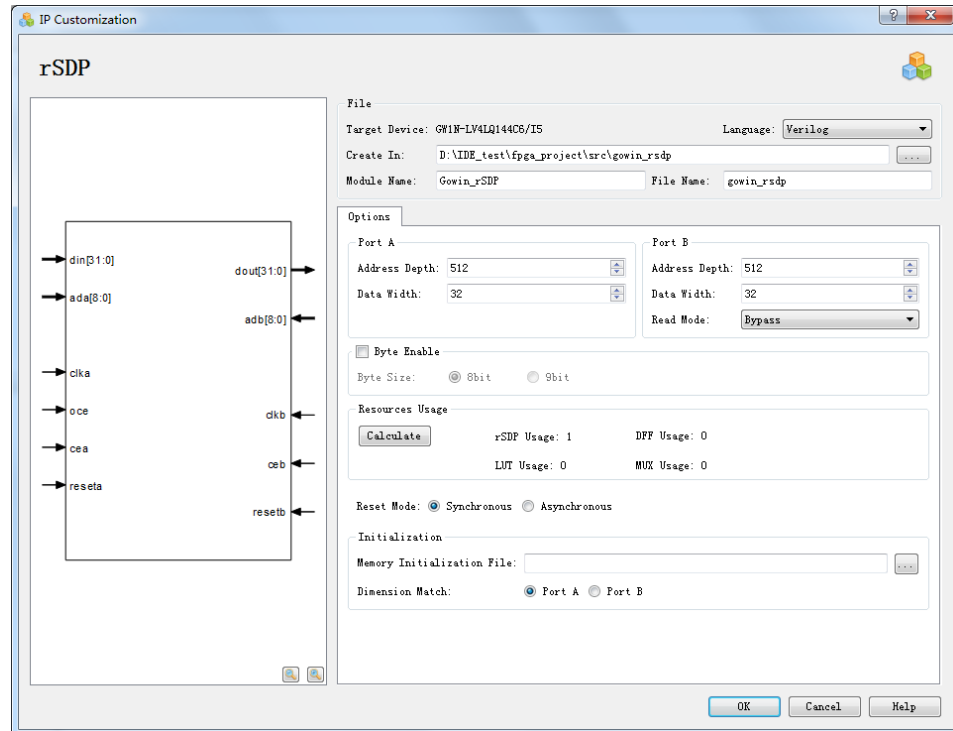 IP Customization
rSDP
File
Target Device: GW1N-LV4LQ144C6/I5
Language: Verilog
Create In: D:\IDE_test\fpga_project\src\gowin_rsdp ...
Module Name: Gowin_rSDP
File Name: gowin_rsdp
Options
Port A
Address Depth: 512
Data Width: 32
Port B
Address Depth: 512
Data Width: 32
Read Mode: Bypass
Byte Enable
Byte Size: 8bit 9bit
Resources Usage
Calculate rSDP Usage: 1 DFF Usage: 0
LUT Usage: 0 MUX Usage: 0
Reset Mode: Synchronous Asynchronous
Initialization
Memory Initialization File: ...
Dimension Match: Port A Port B
din[31:0]
ada[8:0]
clka
oce
cea
reseta
dout[31:0]
adb[8:0]
clkb
ceb
resetb
OK Cancel Help